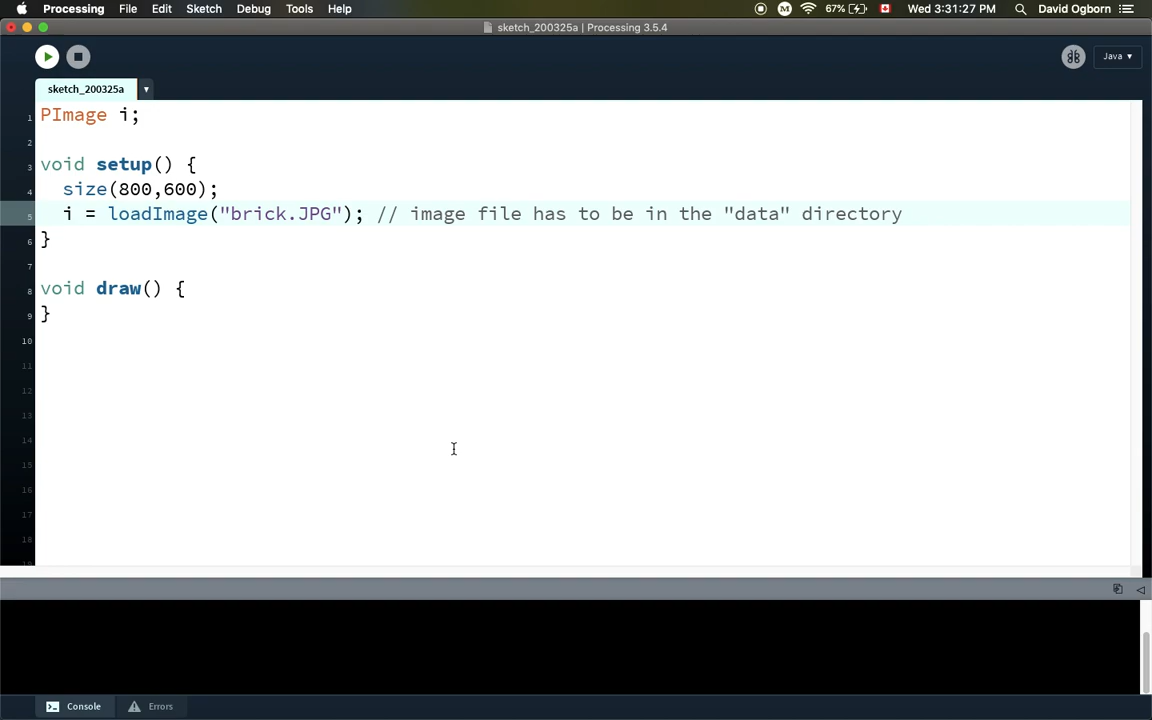 Processing File Edit Sketch Debug Tools Help 67% Wed 3:31:27 PM David Ogborn
sketch_200325a | Processing 3.5.4
Java ▾
sketch_200325a ▾
1 PImage i;
2
3 void setup() {
4 size(800,600);
5 i = loadImage("brick.JPG"); // image file has to be in the "data" directory
6 }
7
8 void draw() {
9 }
10
11
12
13
14
15
16
17
18
Console Errors